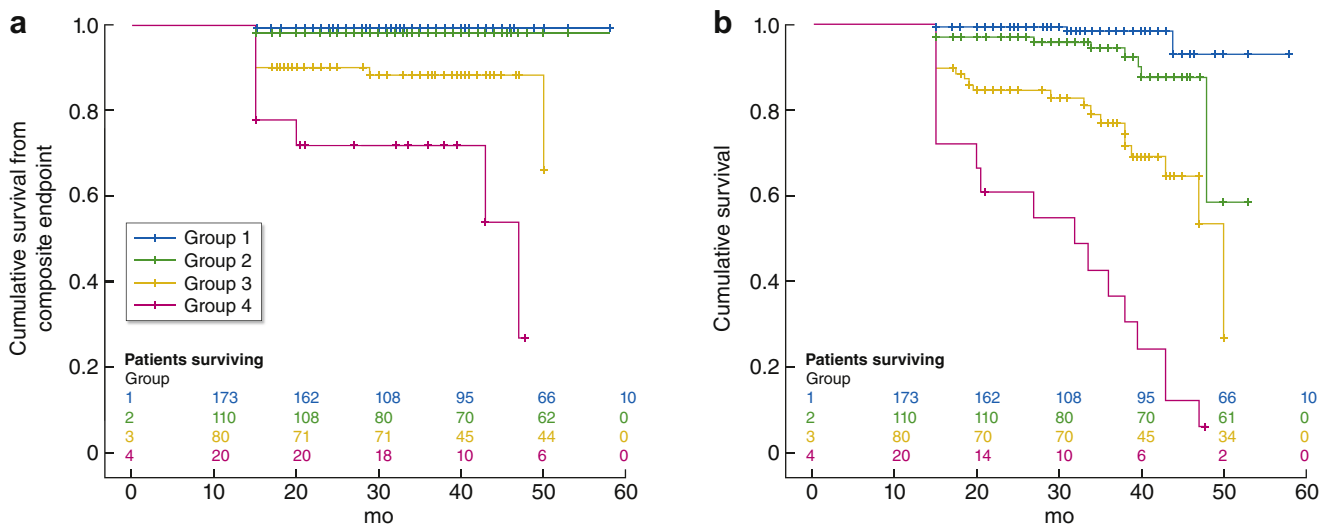 a
Cumulative survival from
composite endpoint
1.0
0.8
0.6
0.4
0.2
0
Group 1
Group 2
Group 3
Group 4
Patients surviving
Group
1 173 162 108 95 66 10
2 110 108 80 70 62 0
3 80 71 71 45 44 0
4 20 20 18 10 6 0
0 10 20 30 40 50 60
mo
b
Cumulative survival
1.0
0.8
0.6
0.4
0.2
0
Patients surviving
Group
1 173 162 108 95 66 10
2 110 110 80 70 61 0
3 80 70 70 45 34 0
4 20 14 10 6 2 0
0 10 20 30 40 50 60
mo